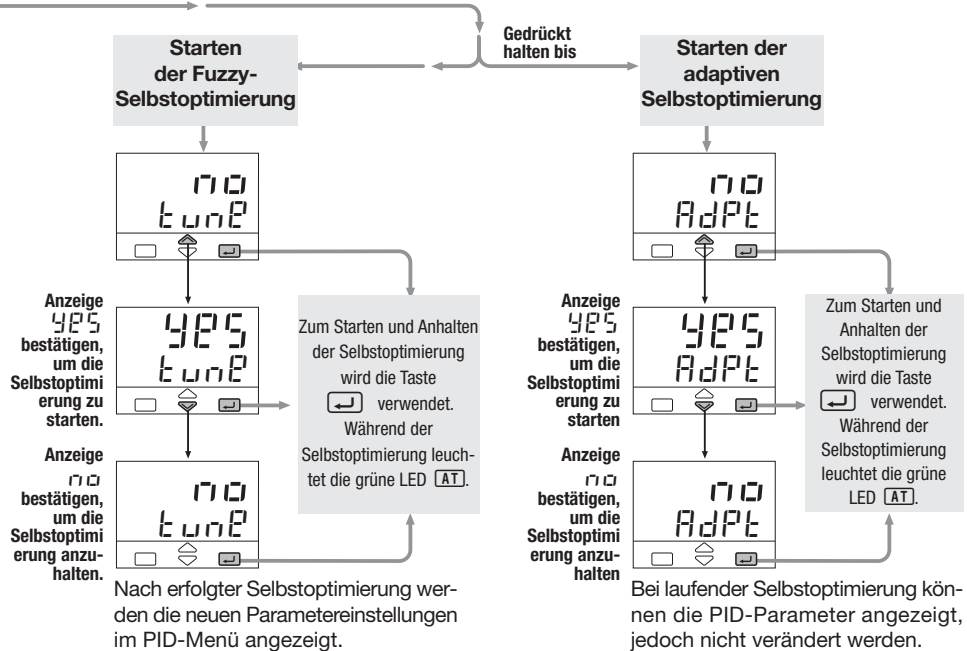 Gedrückt
halten bis
Starten
der Fuzzy-
Selbstoptimierung
no
tunE
Anzeige
YES
bestätigen,
um die
Selbstoptimi
erung zu
starten.
YES
tunE
Zum Starten und Anhalten
der Selbstoptimierung
wird die Taste
verwendet.
Während der
Selbstoptimierung leuch-
tet die grüne LED AT.
Anzeige
no
bestätigen,
um die
Selbstoptimi
erung anzu-
halten.
no
tunE
Nach erfolgter Selbstoptimierung wer-
den die neuen Parametereinstellungen
im PID-Menü angezeigt.
Starten der
adaptiven
Selbstoptimierung
no
AdPt
Anzeige
YES
bestätigen,
um die
Selbstoptimi
erung zu
starten
YES
AdPt
Zum Starten und
Anhalten der
Selbstoptimierung
wird die Taste
verwendet.
Während der
Selbstoptimierung
leuchtet die grüne
LED AT.
Anzeige
no
bestätigen,
um die
Selbstoptimi
erung anzu-
halten
no
AdPt
Bei laufender Selbstoptimierung kön-
nen die PID-Parameter angezeigt,
jedoch nicht verändert werden.